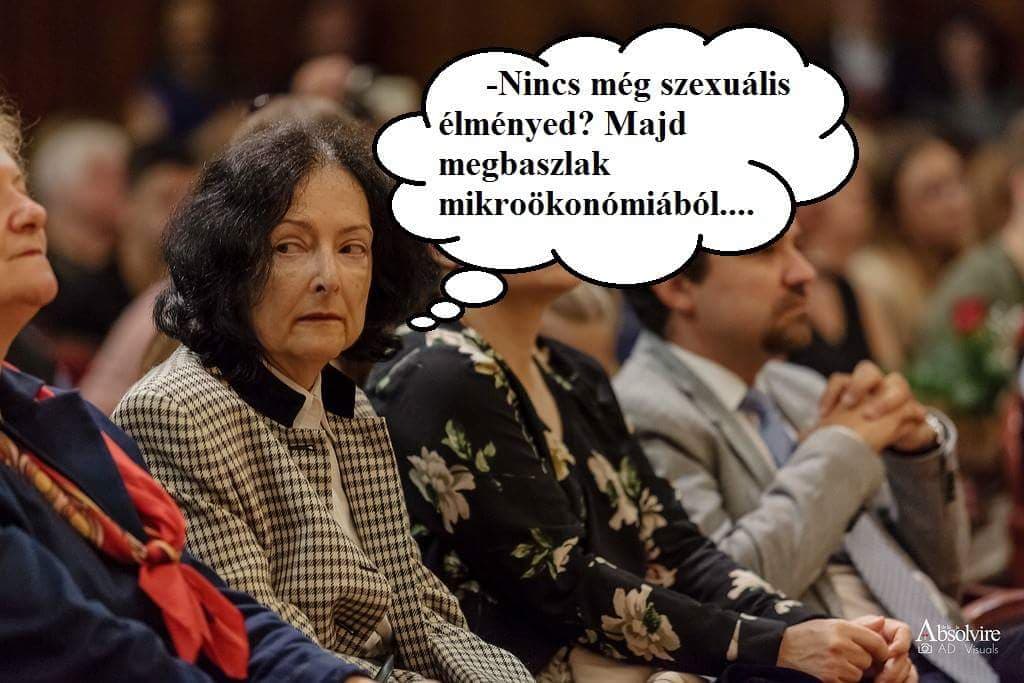 -Nincs még szexuális
élményed? Majd
megbaszlak
mikroökonómiából....
Absolvire
AD Visuals